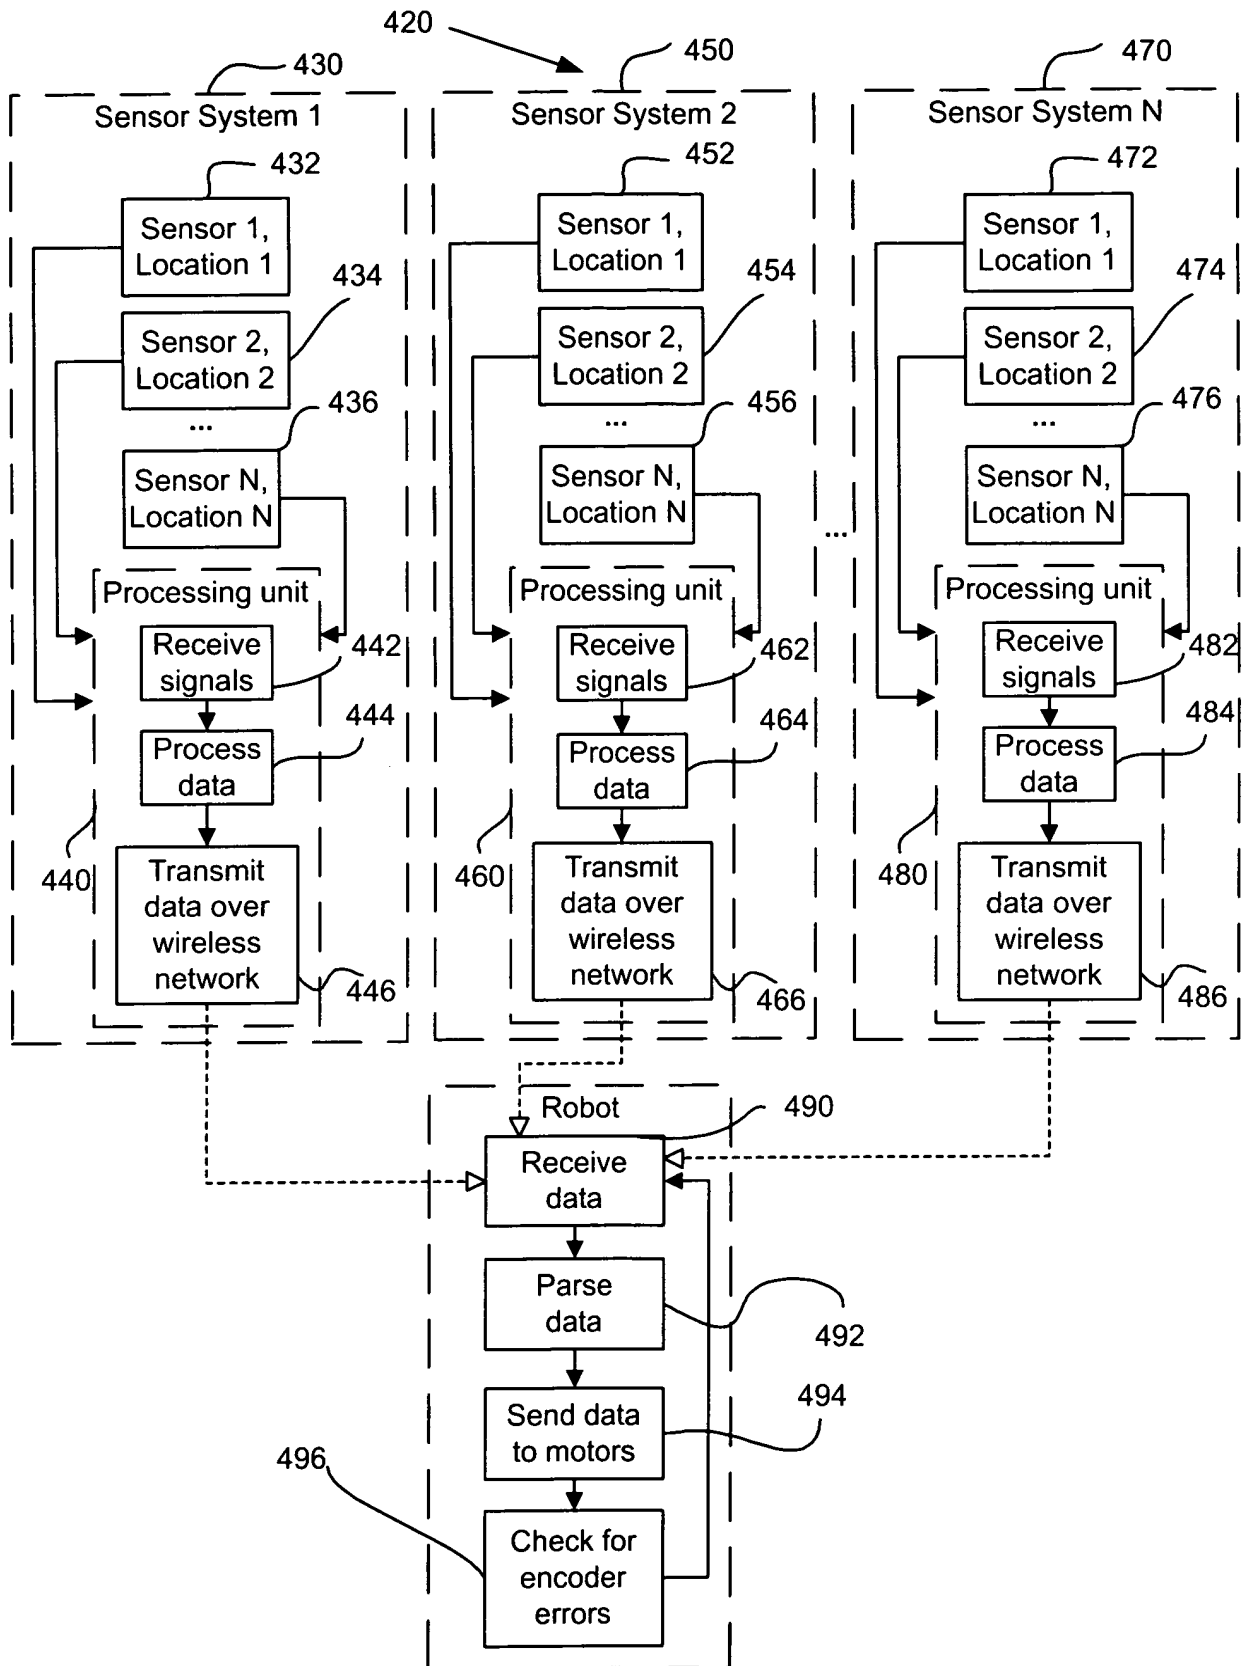 420
430
450
470
Sensor System 1
Sensor System 2
Sensor System N
432
452
472
Sensor 1,
Location 1
Sensor 1,
Location 1
Sensor 1,
Location 1
434
454
474
Sensor 2,
Location 2
Sensor 2,
Location 2
Sensor 2,
Location 2
...
...
...
436
456
476
Sensor N,
Location N
Sensor N,
Location N
Sensor N,
Location N
...
Processing unit
Processing unit
Processing unit
Receive
signals
Receive
signals
Receive
signals
442
462
482
444
464
484
Process
data
Process
data
Process
data
440
460
480
Transmit
data over
wireless
network
Transmit
data over
wireless
network
Transmit
data over
wireless
network
446
466
486
Robot
490
Receive
data
Parse
data
492
494
Send data
to motors
496
Check for
encoder
errors